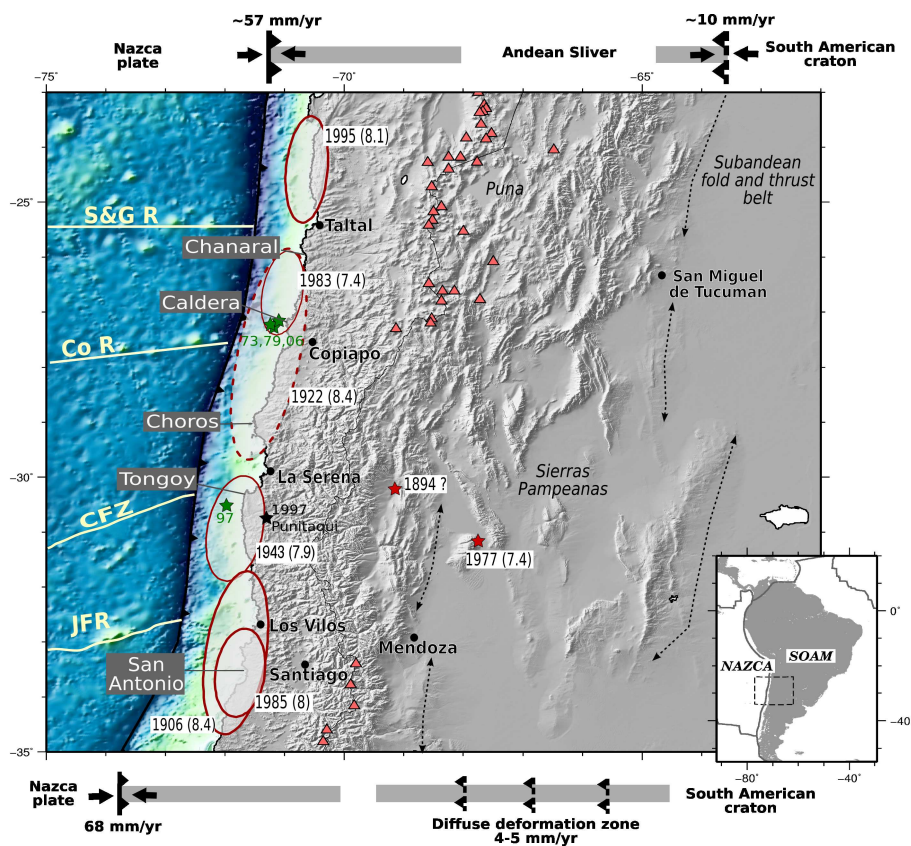 ~57 mm/yr
~10 mm/yr
Nazca
plate
Andean Sliver
South American
craton
−75°
−70°
−65°
1995 (8.1)
Puna
Subandean
fold and thrust
belt
−25°
S&G R
Taltal
Chanaral
1983 (7.4)
San Miguel
de Tucuman
Caldera
73,79,06
Co R
Copiapo
1922 (8.4)
Choros
−30°
La Serena
Tongoy
1894 ?
Sierras
Pampeanas
CFZ
97
1997
Punitaqui
1943 (7.9)
1977 (7.4)
JFR
Los Vilos
Mendoza
San
Antonio
Santiago
1985 (8)
1906 (8.4)
−35°
0°
NAZCA
SOAM
−40°
−80°
−40°
Nazca
plate
68 mm/yr
Diffuse deformation zone
4-5 mm/yr
South American
craton